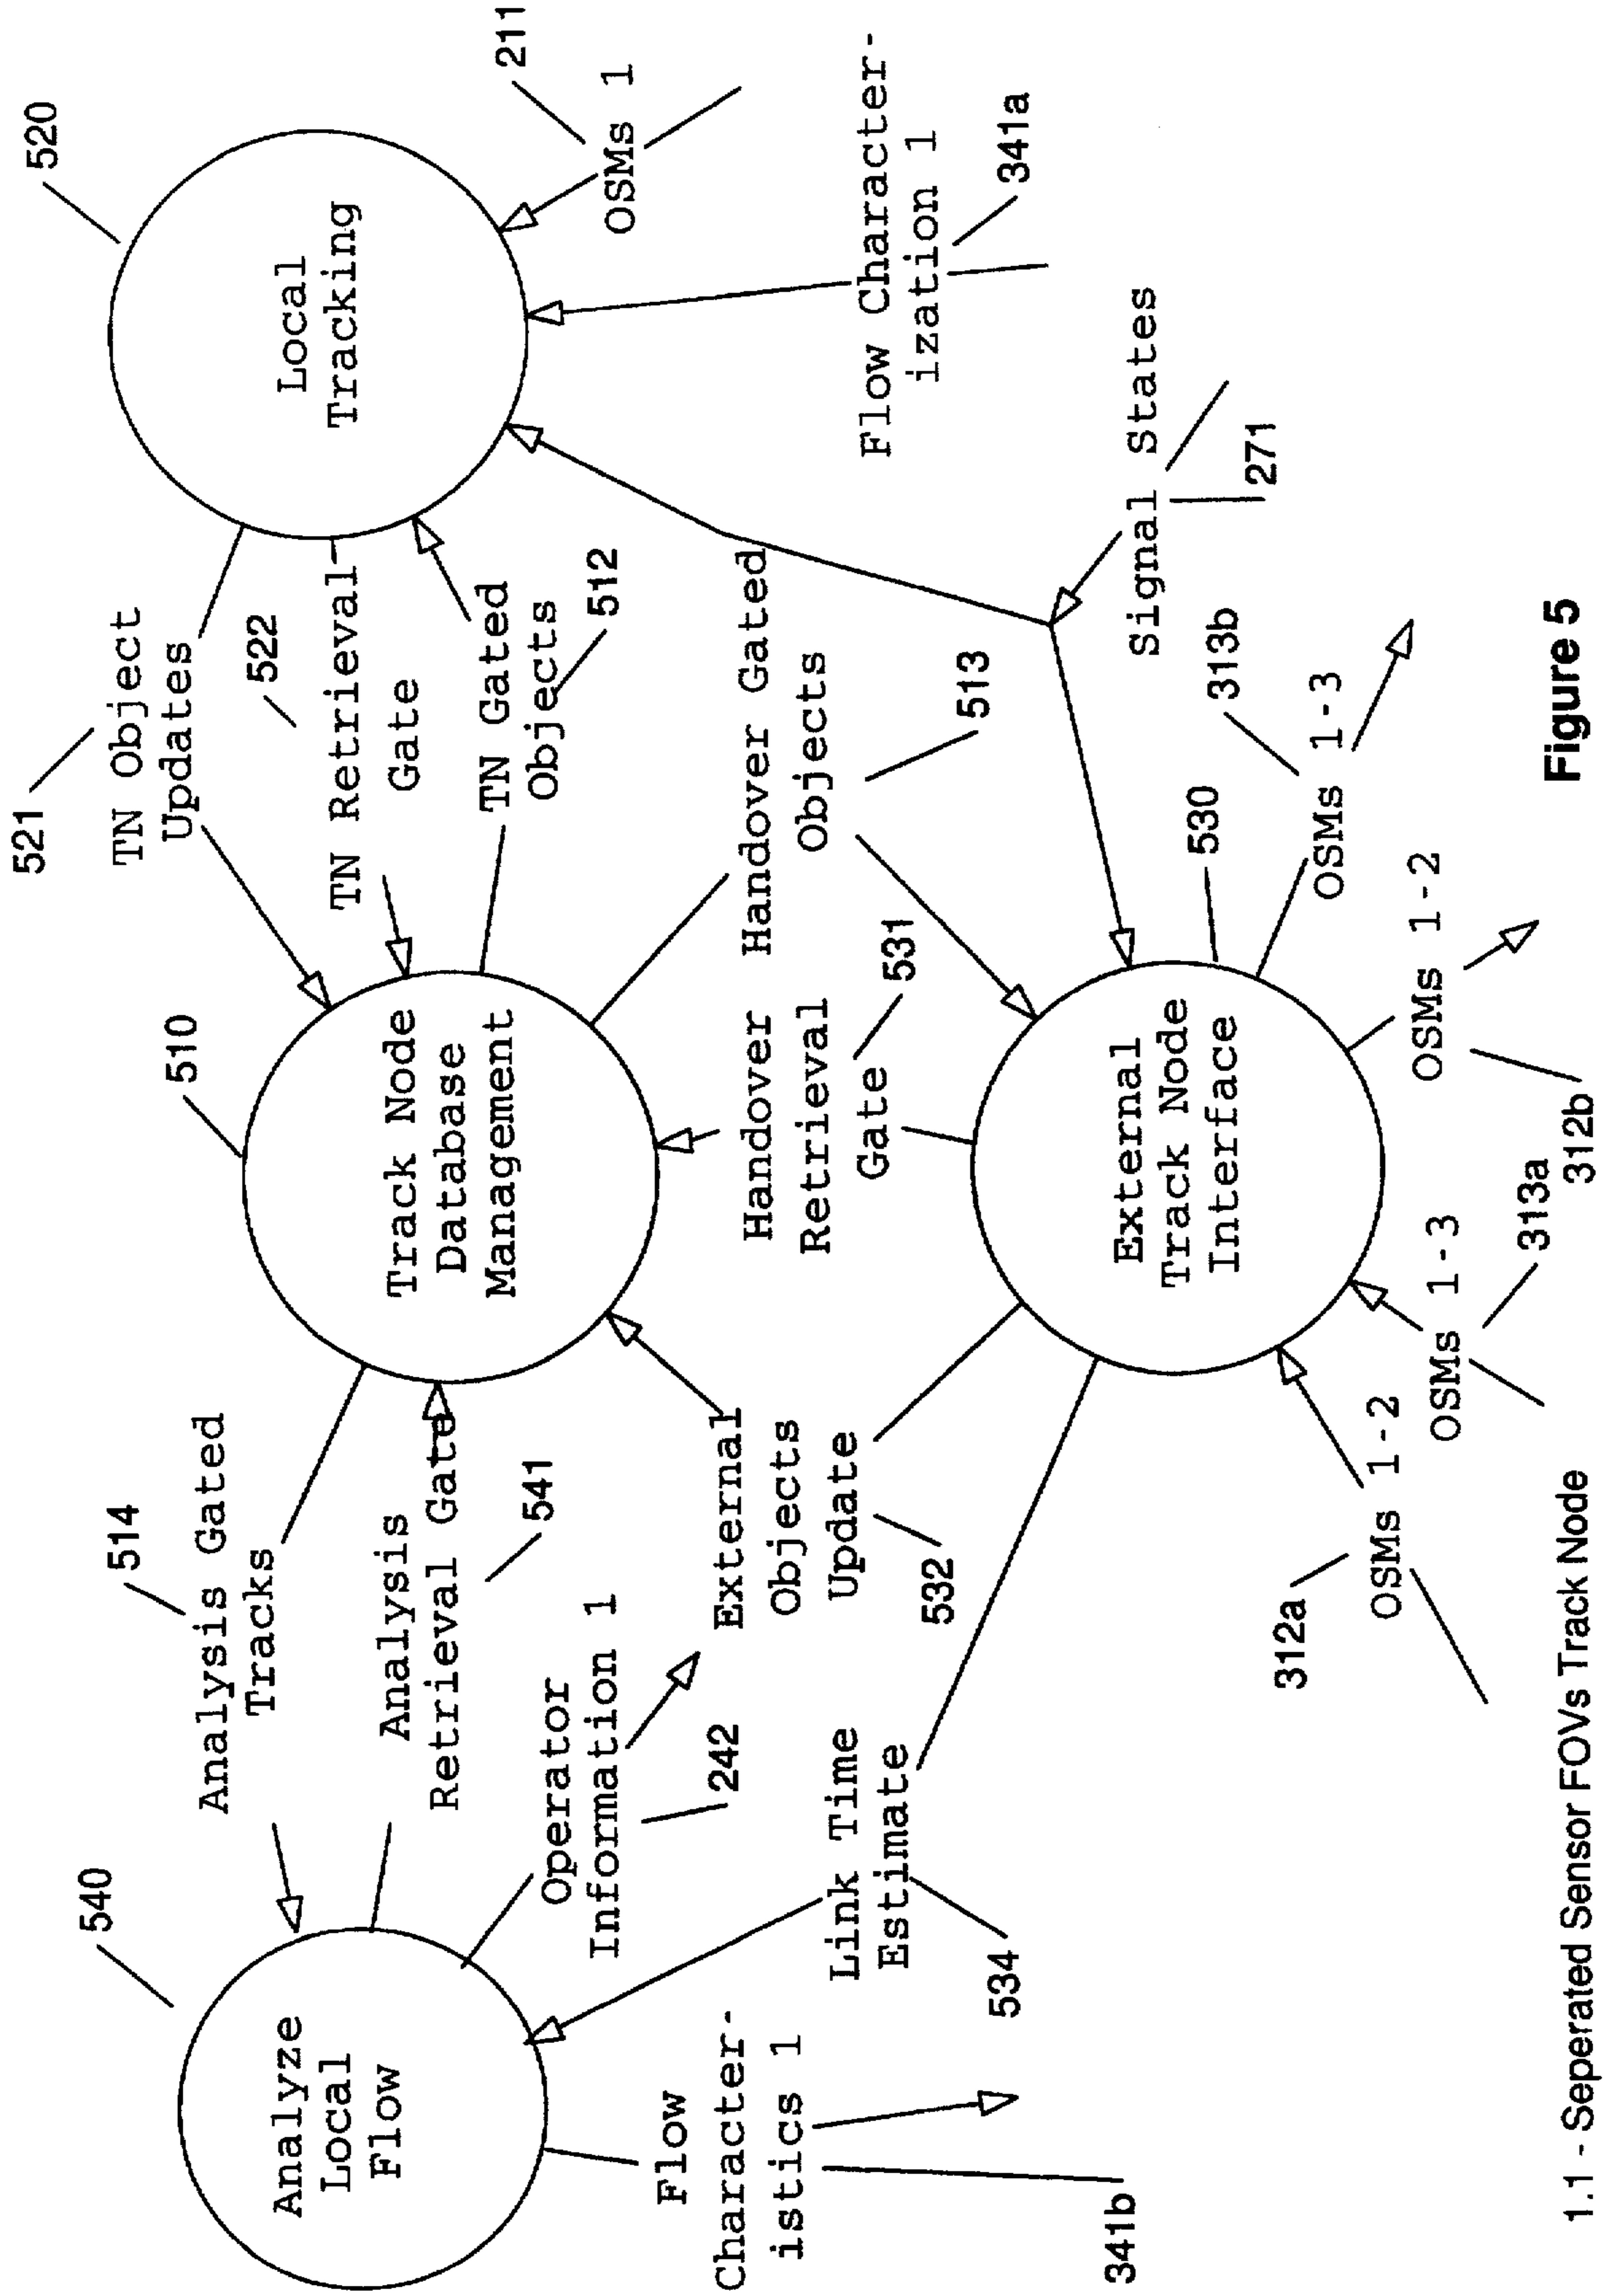 540
Analyze
Local
Flow
514
Analysis Gated
Tracks
Analysis
Retrieval Gate
541
Operator
Information 1
242
Flow
Character-
istics 1
341b
Link Time
Estimate
534
510
Track Node
Database
Management
External
Objects
Update
532
521
TN Object
Updates
522
TN Retrieval
Gate
TN Gated
Objects
512
520
Local
Tracking
211
OSMs 1
Flow Character-
ization 1
341a
Handover Gated
Objects
513
Handover
Retrieval
Gate
531
Signal States
271
530
External
Track Node
Interface
312a
OSMs 1-2
OSMs 1-3
313a
OSMs 1-2
312b
313b
OSMs 1-3
1.1 - Seperated Sensor FOVs Track Node
Figure 5